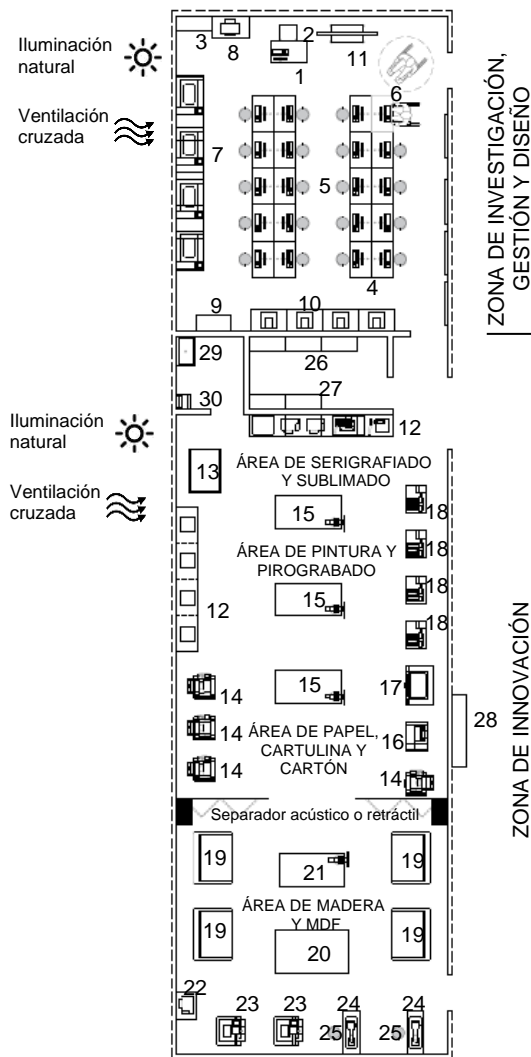 3
8
2
11
1
Iluminación
natural
Ventilación
cruzada
6
7
5
4
ZONA DE INVESTIGACIÓN,
GESTIÓN Y DISEÑO
9
10
29
26
30
27
12
Iluminación
natural
Ventilación
cruzada
13
ÁREA DE SERIGRAFIADO
Y SUBLIMADO
15
18
18
ÁREA DE PINTURA Y
PIROGRABADO
15
18
12
18
14
15
17
14
ÁREA DE PAPEL,
CARTULINA Y
CARTÓN
16
28
14
14
ZONA DE INNOVACIÓN
Separador acústico o retráctil
19
21
19
ÁREA DE MADERA
Y MDF
19
20
19
22
23
23
24
24
25
25